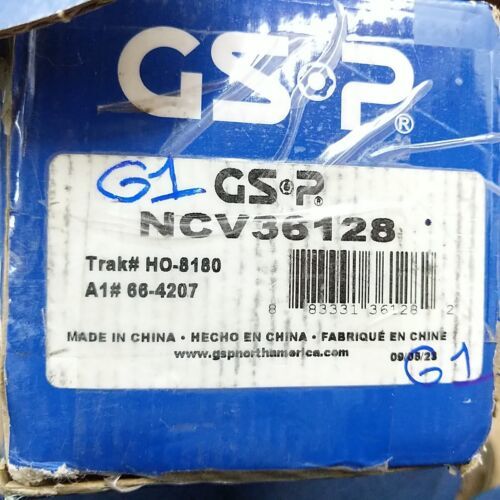 GSP®
G1 GSP®
NCV36128
Trak# HO-8160
A1# 66-4207
8 83331 36128 2
MADE IN CHINA • HECHO EN CHINA • FABRIQUÉ EN CHINE
www.gspnorthamerica.com
G1